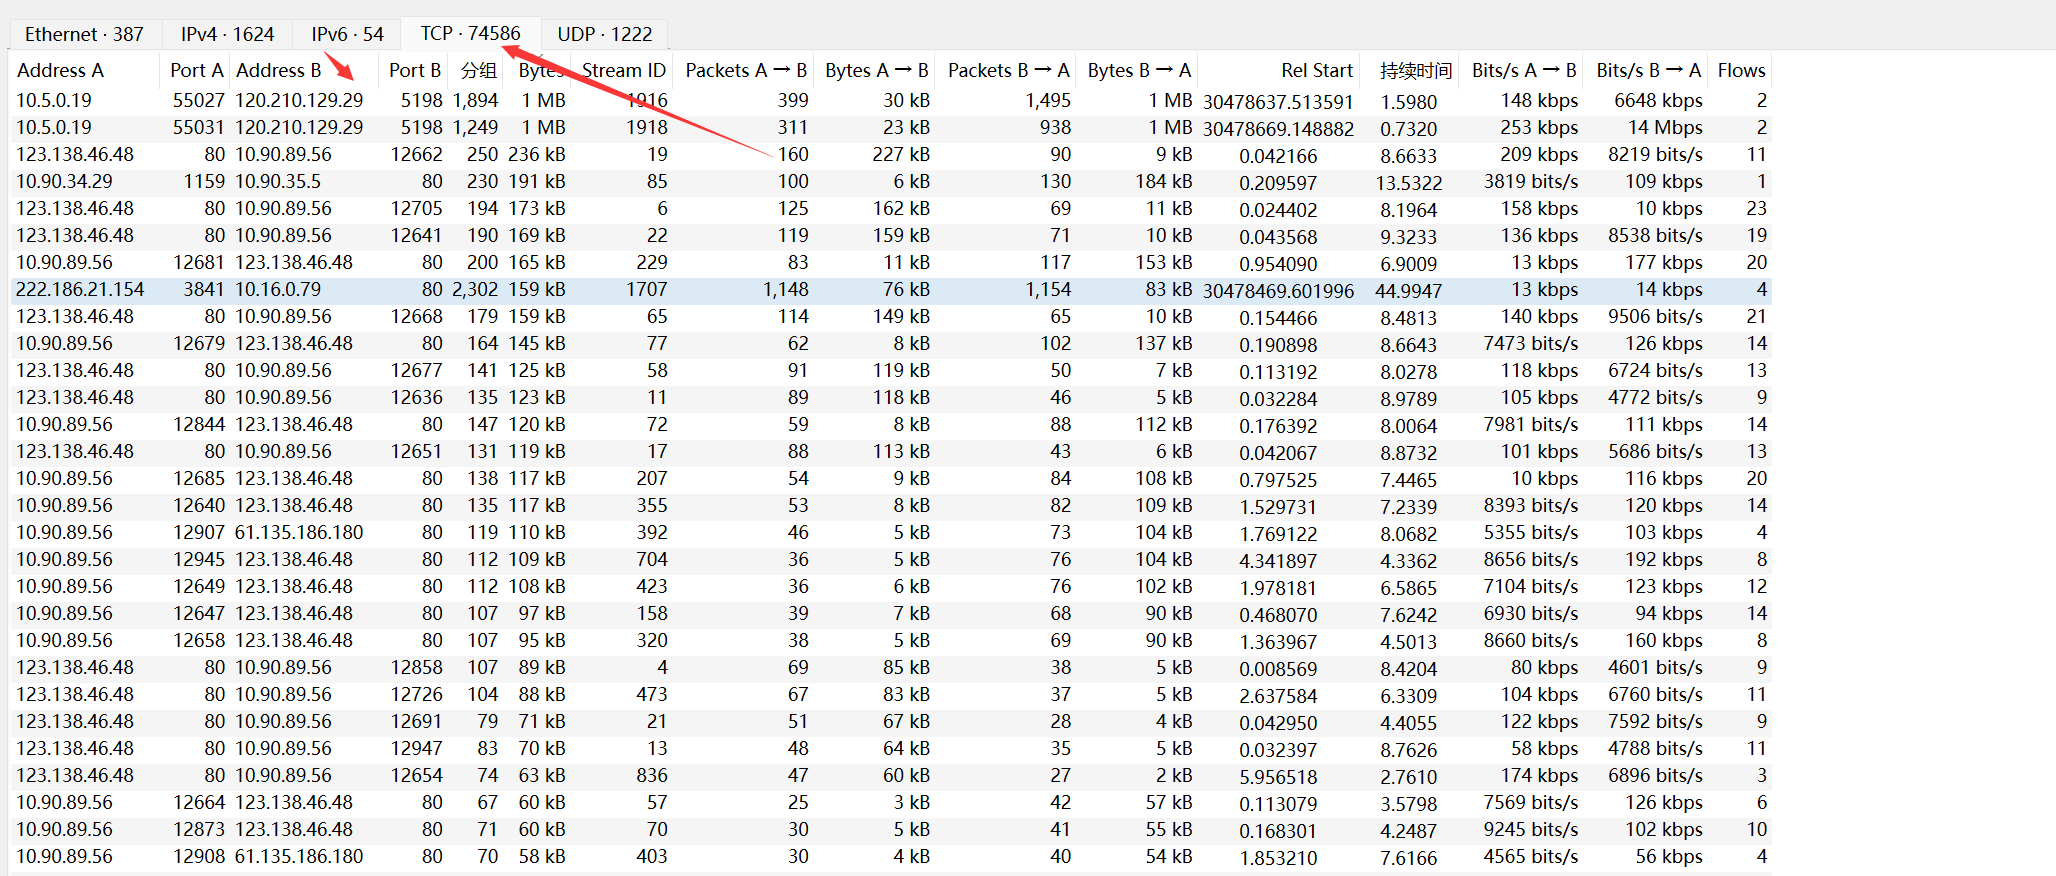 Ethernet · 387 IPv4 · 1624 IPv6 · 54 TCP · 74586 UDP · 1222
Address A Port A Address B Port B 分组 Bytes Stream ID Packets A → B Bytes A → B Packets B → A Bytes B → A Rel Start 持续时间 Bits/s A → B Bits/s B → A Flows
10.5.0.19 55027 120.210.129.29 5198 1,894 1 MB 1916 399 30 kB 1,495 1 MB 30478637.513591 1.5980 148 kbps 6648 kbps 2
10.5.0.19 55031 120.210.129.29 5198 1,249 1 MB 1918 311 23 kB 938 1 MB 30478669.148882 0.7320 253 kbps 14 Mbps 2
123.138.46.48 80 10.90.89.56 12662 250 236 kB 19 160 227 kB 90 9 kB 0.042166 8.6633 209 kbps 8219 bits/s 11
10.90.34.29 1159 10.90.35.5 80 230 191 kB 85 100 6 kB 130 184 kB 0.209597 13.5322 3819 bits/s 109 kbps 1
123.138.46.48 80 10.90.89.56 12705 194 173 kB 6 125 162 kB 69 11 kB 0.024402 8.1964 158 kbps 10 kbps 23
123.138.46.48 80 10.90.89.56 12641 190 169 kB 22 119 159 kB 71 10 kB 0.043568 9.3233 136 kbps 8538 bits/s 19
10.90.89.56 12681 123.138.46.48 80 200 165 kB 229 83 11 kB 117 153 kB 0.954090 6.9009 13 kbps 177 kbps 20
222.186.21.154 3841 10.16.0.79 80 2,302 159 kB 1707 1,148 76 kB 1,154 83 kB 30478469.601996 44.9947 13 kbps 14 kbps 4
123.138.46.48 80 10.90.89.56 12668 179 159 kB 65 114 149 kB 65 10 kB 0.154466 8.4813 140 kbps 9506 bits/s 21
10.90.89.56 12679 123.138.46.48 80 164 145 kB 77 62 8 kB 102 137 kB 0.190898 8.6643 7473 bits/s 126 kbps 14
123.138.46.48 80 10.90.89.56 12677 141 125 kB 58 91 119 kB 50 7 kB 0.113192 8.0278 118 kbps 6724 bits/s 13
123.138.46.48 80 10.90.89.56 12636 135 123 kB 11 89 118 kB 46 5 kB 0.032284 8.9789 105 kbps 4772 bits/s 9
10.90.89.56 12844 123.138.46.48 80 147 120 kB 72 59 8 kB 88 112 kB 0.176392 8.0064 7981 bits/s 111 kbps 14
123.138.46.48 80 10.90.89.56 12651 131 119 kB 17 88 113 kB 43 6 kB 0.042067 8.8732 101 kbps 5686 bits/s 13
10.90.89.56 12685 123.138.46.48 80 138 117 kB 207 54 9 kB 84 108 kB 0.797525 7.4465 10 kbps 116 kbps 20
10.90.89.56 12640 123.138.46.48 80 135 117 kB 355 53 8 kB 82 109 kB 1.529731 7.2339 8393 bits/s 120 kbps 14
10.90.89.56 12907 61.135.186.180 80 119 110 kB 392 46 5 kB 73 104 kB 1.769122 8.0682 5355 bits/s 103 kbps 4
10.90.89.56 12945 123.138.46.48 80 112 109 kB 704 36 5 kB 76 104 kB 4.341897 4.3362 8656 bits/s 192 kbps 8
10.90.89.56 12649 123.138.46.48 80 112 108 kB 423 36 6 kB 76 102 kB 1.978181 6.5865 7104 bits/s 123 kbps 12
10.90.89.56 12647 123.138.46.48 80 107 97 kB 158 39 7 kB 68 90 kB 0.468070 7.6242 6930 bits/s 94 kbps 14
10.90.89.56 12658 123.138.46.48 80 107 95 kB 320 38 5 kB 69 90 kB 1.363967 4.5013 8660 bits/s 160 kbps 8
123.138.46.48 80 10.90.89.56 12858 107 89 kB 4 69 85 kB 38 5 kB 0.008569 8.4204 80 kbps 4601 bits/s 9
123.138.46.48 80 10.90.89.56 12726 104 88 kB 473 67 83 kB 37 5 kB 2.637584 6.3309 104 kbps 6760 bits/s 11
123.138.46.48 80 10.90.89.56 12691 79 71 kB 21 51 67 kB 28 4 kB 0.042950 4.4055 122 kbps 7592 bits/s 9
123.138.46.48 80 10.90.89.56 12947 83 70 kB 13 48 64 kB 35 5 kB 0.032397 8.7626 58 kbps 4788 bits/s 11
123.138.46.48 80 10.90.89.56 12654 74 63 kB 836 47 60 kB 27 2 kB 5.956518 2.7610 174 kbps 6896 bits/s 3
10.90.89.56 12664 123.138.46.48 80 67 60 kB 57 25 3 kB 42 57 kB 0.113079 3.5798 7569 bits/s 126 kbps 6
10.90.89.56 12873 123.138.46.48 80 71 60 kB 70 30 5 kB 41 55 kB 0.168301 4.2487 9245 bits/s 102 kbps 10
10.90.89.56 12908 61.135.186.180 80 70 58 kB 403 30 4 kB 40 54 kB 1.853210 7.6166 4565 bits/s 56 kbps 4